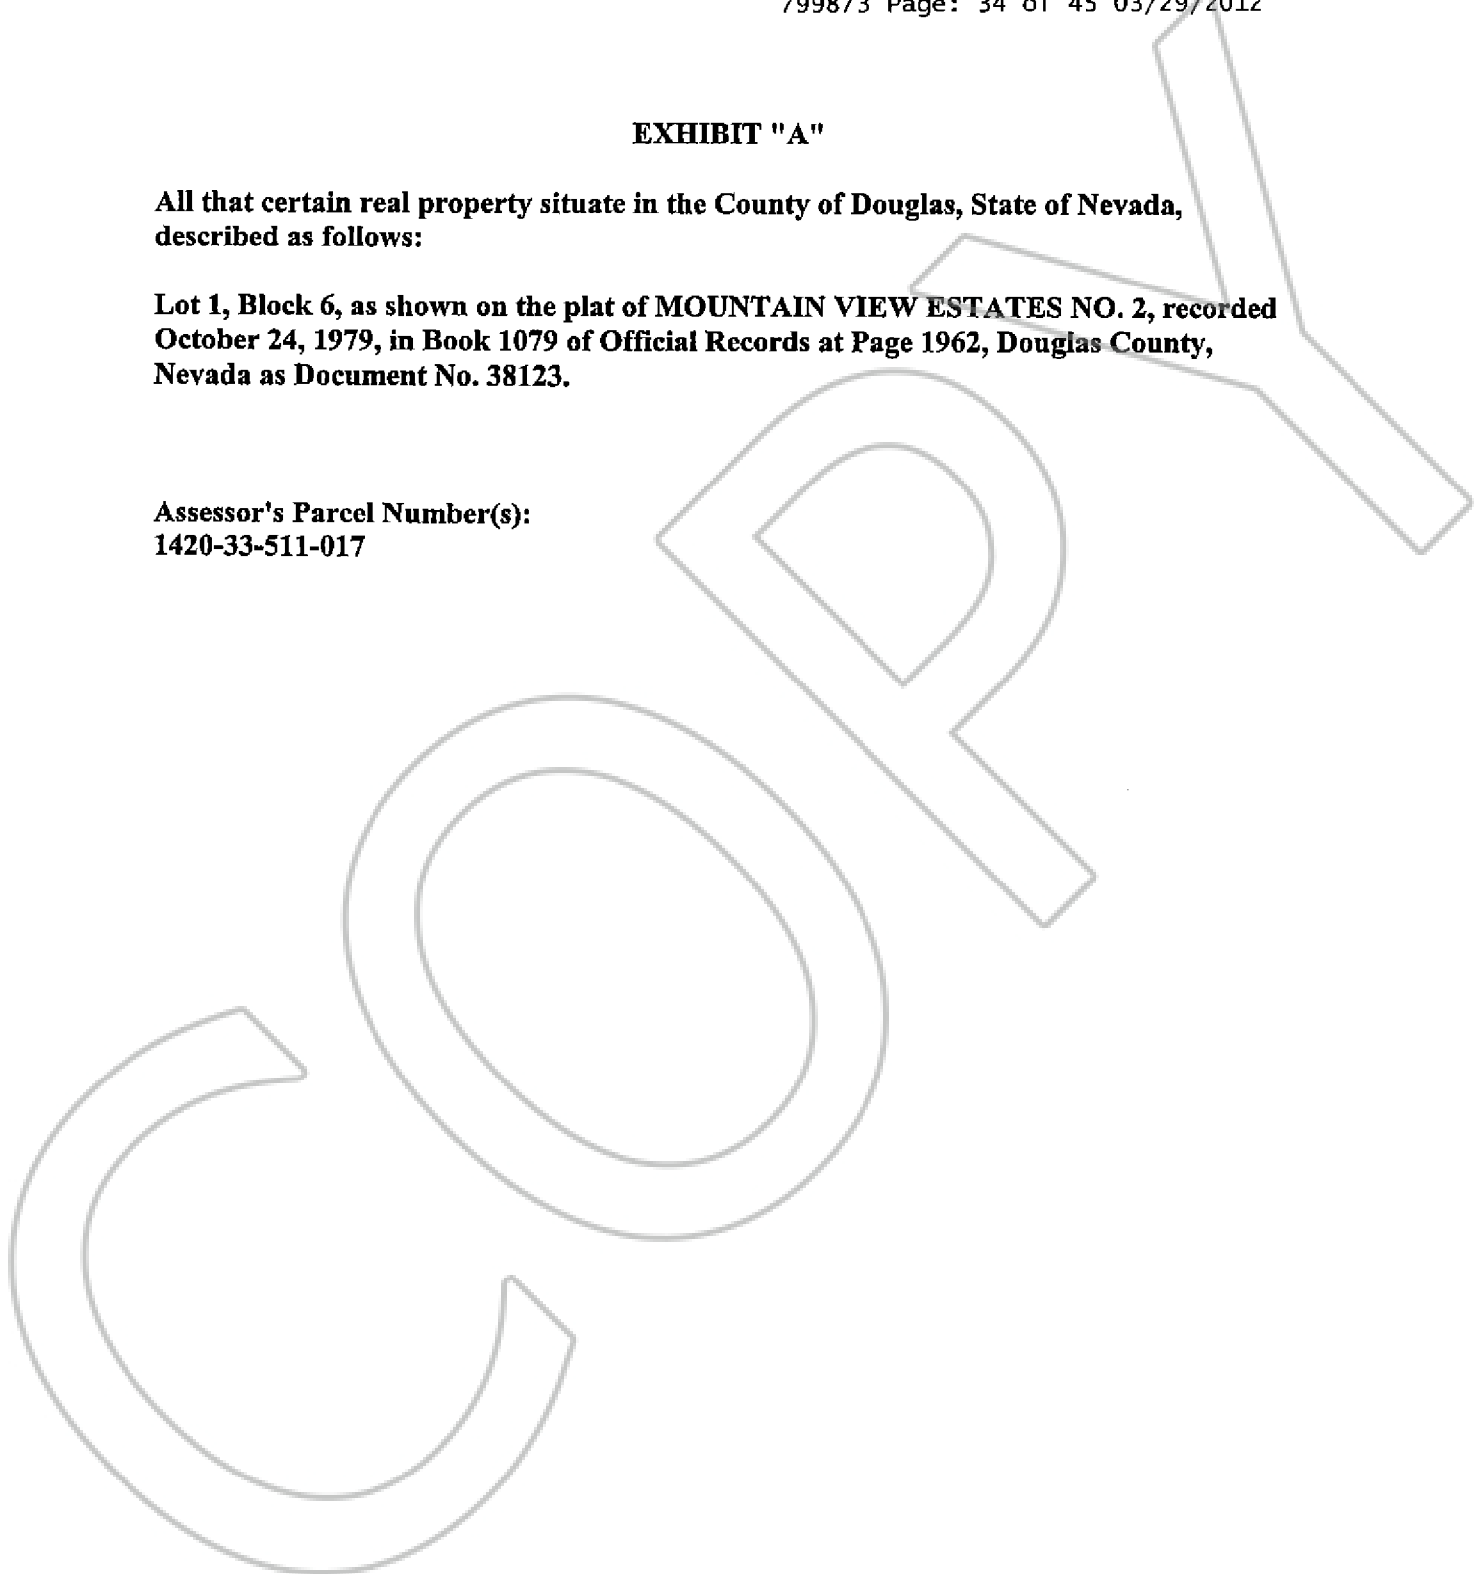 799873 Page: 34 of 45 03/29/2012
EXHIBIT "A"
All that certain real property situate in the County of Douglas, State of Nevada,
described as follows:
Lot 1, Block 6, as shown on the plat of MOUNTAIN VIEW ESTATES NO. 2, recorded
October 24, 1979, in Book 1079 of Official Records at Page 1962, Douglas County,
Nevada as Document No. 38123.
Assessor's Parcel Number(s):
1420-33-511-017
COPY